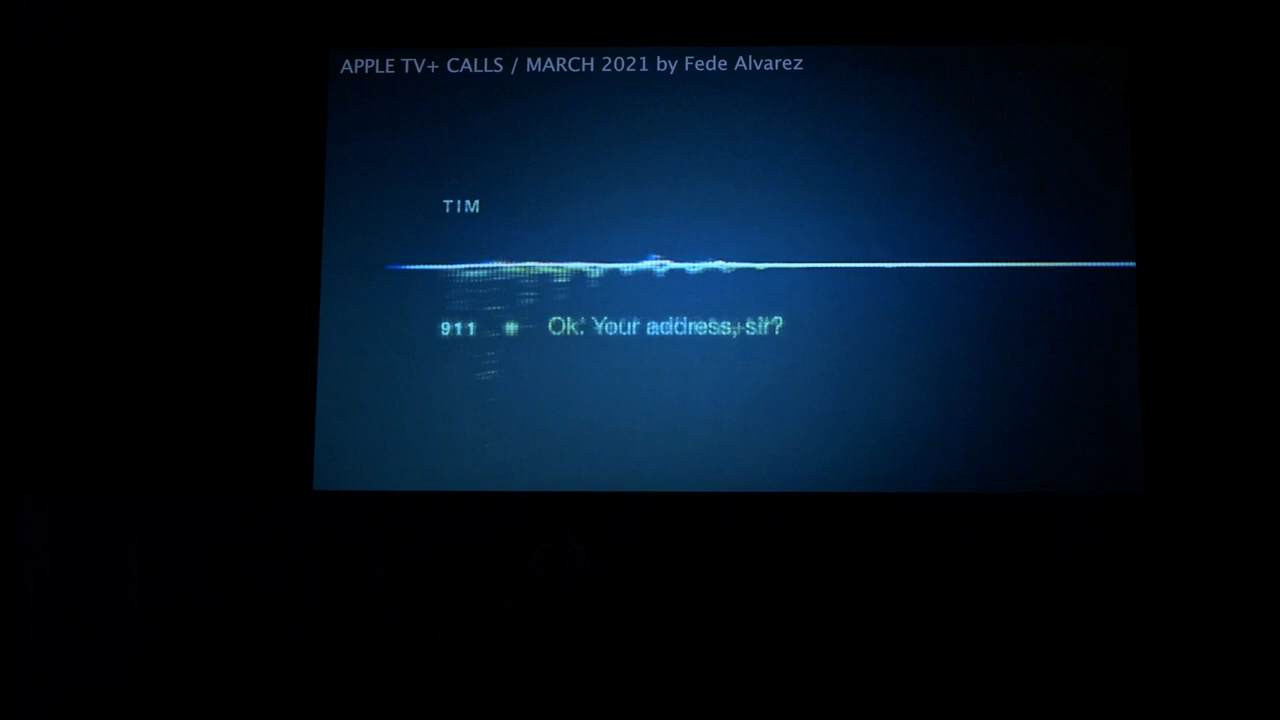 APPLE TV+ CALLS / MARCH 2021 by Fede Alvarez
TIM
911 Ok. Your address, sir?